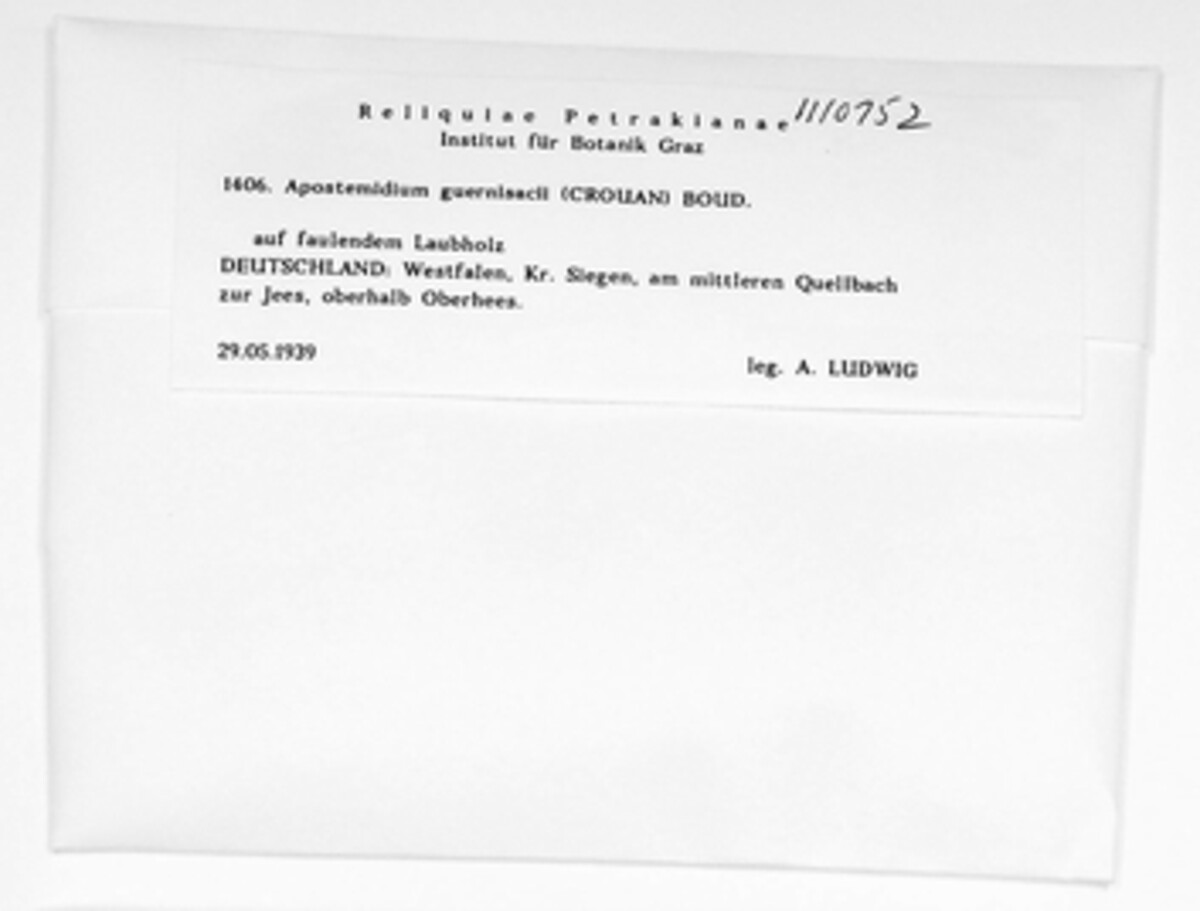 Reliquiae Petrakianae 1110752
Institut für Botanik Graz
1606. Apostemidium guernisacii (CROUAN) BOUD.
auf faulendem Laubholz
DEUTSCHLAND: Westfalen, Kr. Siegen, am mittleren Quellbach
zur Jees, oberhalb Oberhees.
29.05.1939
leg. A. LUDWIG